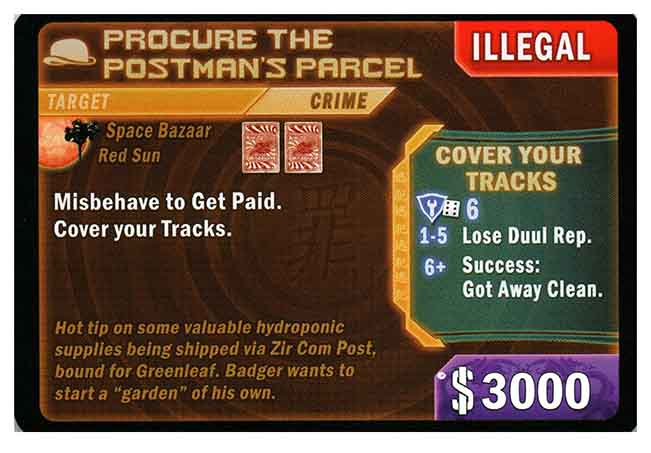 PROCURE THE
POSTMAN'S PARCEL
ILLEGAL
TARGET
CRIME
Space Bazaar
Red Sun
Misbehave to Get Paid.
Cover your Tracks.
罪
COVER YOUR
TRACKS
6
1-5 Lose Duul Rep.
6+ Success:
Got Away Clean.
Hot tip on some valuable hydroponic
supplies being shipped via Zir Com Post,
bound for Greenleaf. Badger wants to
start a "garden" of his own.
$3000